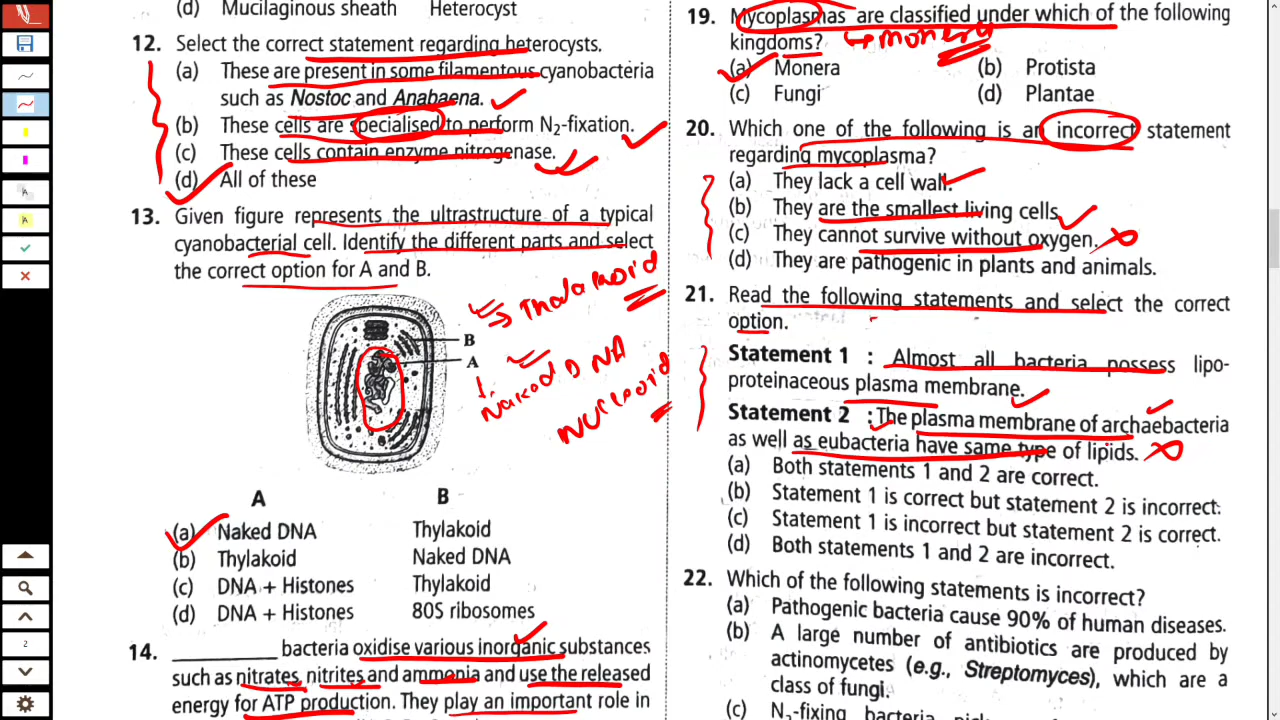 (d) Mucilaginous sheath Heterocyst
12. Select the correct statement regarding heterocysts.
(a) These are present in some filamentous cyanobacteria
such as Nostoc and Anabaena.
(b) These cells are specialised to perform N₂-fixation.
(c) These cells contain enzyme nitrogenase.
(d) All of these
13. Given figure represents the ultrastructure of a typical
cyanobacterial cell. Identify the different parts and select
the correct option for A and B.
Thalakoid
B
A
Naked DNA
Nucleoid
A B
(a) Naked DNA Thylakoid
(b) Thylakoid Naked DNA
(c) DNA + Histones Thylakoid
(d) DNA + Histones 80S ribosomes
14. __________ bacteria oxidise various inorganic substances
such as nitrates, nitrites and ammonia and use the released
energy for ATP production. They play an important role in
19. Mycoplasmas are classified under which of the following
kingdoms? monera
(a) Monera (b) Protista
(c) Fungi (d) Plantae
20. Which one of the following is an incorrect statement
regarding mycoplasma?
(a) They lack a cell wall.
(b) They are the smallest living cells.
(c) They cannot survive without oxygen.
(d) They are pathogenic in plants and animals.
21. Read the following statements and select the correct
option.
Statement 1 : Almost all bacteria possess lipo-
proteinaceous plasma membrane.
Statement 2 : The plasma membrane of archaebacteria
as well as eubacteria have same type of lipids.
(a) Both statements 1 and 2 are correct.
(b) Statement 1 is correct but statement 2 is incorrect.
(c) Statement 1 is incorrect but statement 2 is correct.
(d) Both statements 1 and 2 are incorrect.
22. Which of the following statements is incorrect?
(a) Pathogenic bacteria cause 90% of human diseases.
(b) A large number of antibiotics are produced by
actinomycetes (e.g., Streptomyces), which are a
class of fungi.
(c) N₂-fixing bacteria
2